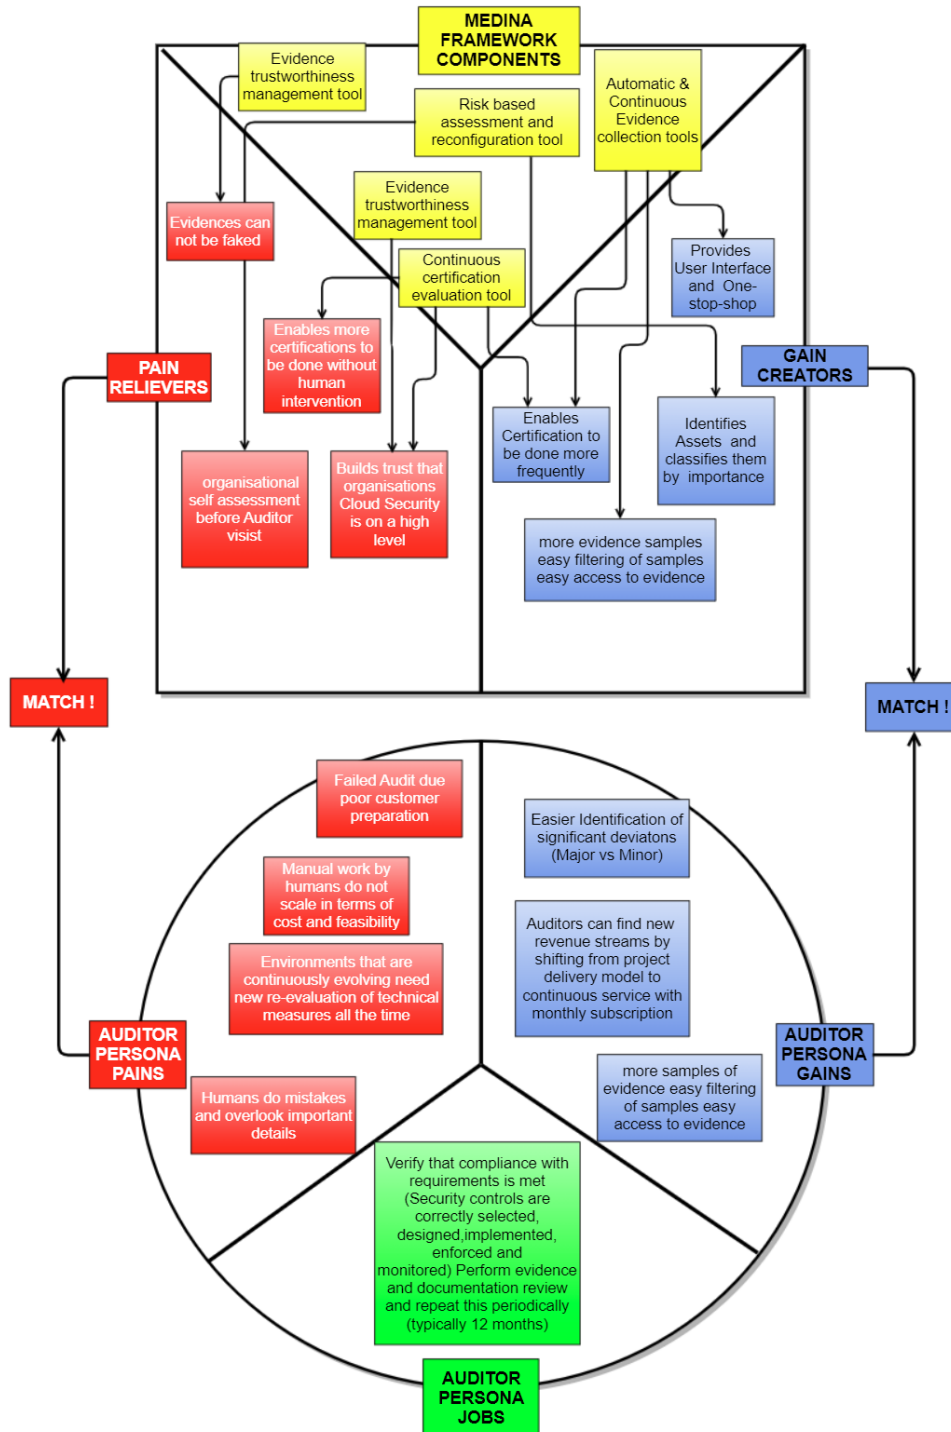 MEDINA
FRAMEWORK
COMPONENTS
Evidence
trustworthiness
management tool
Risk based
assessment and
reconfiguration tool
Automatic &
Continuous
Evidence
collection tools
Evidence
trustworthiness
management tool
Continuous
certification
evaluation tool
Evidences can
not be faked
Provides
User Interface
and One-
stop-shop
Enables more
certifications to
be done without
human
intervention
PAIN
RELIEVERS
GAIN
CREATORS
Enables
Certification to
be done more
frequently
Identifies
Assets and
classifies them
by importance
organisational
self assessment
before Auditor
visist
Builds trust that
organisations
Cloud Security
is on a high
level
more evidence samples
easy filtering of samples
easy access to evidence
MATCH !
MATCH !
Failed Audit due
poor customer
preparation
Easier Identification of
significant deviatons
(Major vs Minor)
Manual work by
humans do not
scale in terms of
cost and feasibility
Auditors can find new
revenue streams by
shifting from project
delivery model to
continuous service with
monthly subscription
Environments that are
continuously evolving need
new re-evaluation of technical
measures all the time
AUDITOR
PERSONA
PAINS
AUDITOR
PERSONA
GAINS
Humans do mistakes
and overlook important
details
more samples of
evidence easy filtering
of samples easy
access to evidence
Verify that compliance with
requirements is met
(Security controls are
correctly selected,
designed,implemented,
enforced and
monitored) Perform evidence
and documentation review
and repeat this periodically
(typically 12 months)
AUDITOR
PERSONA
JOBS